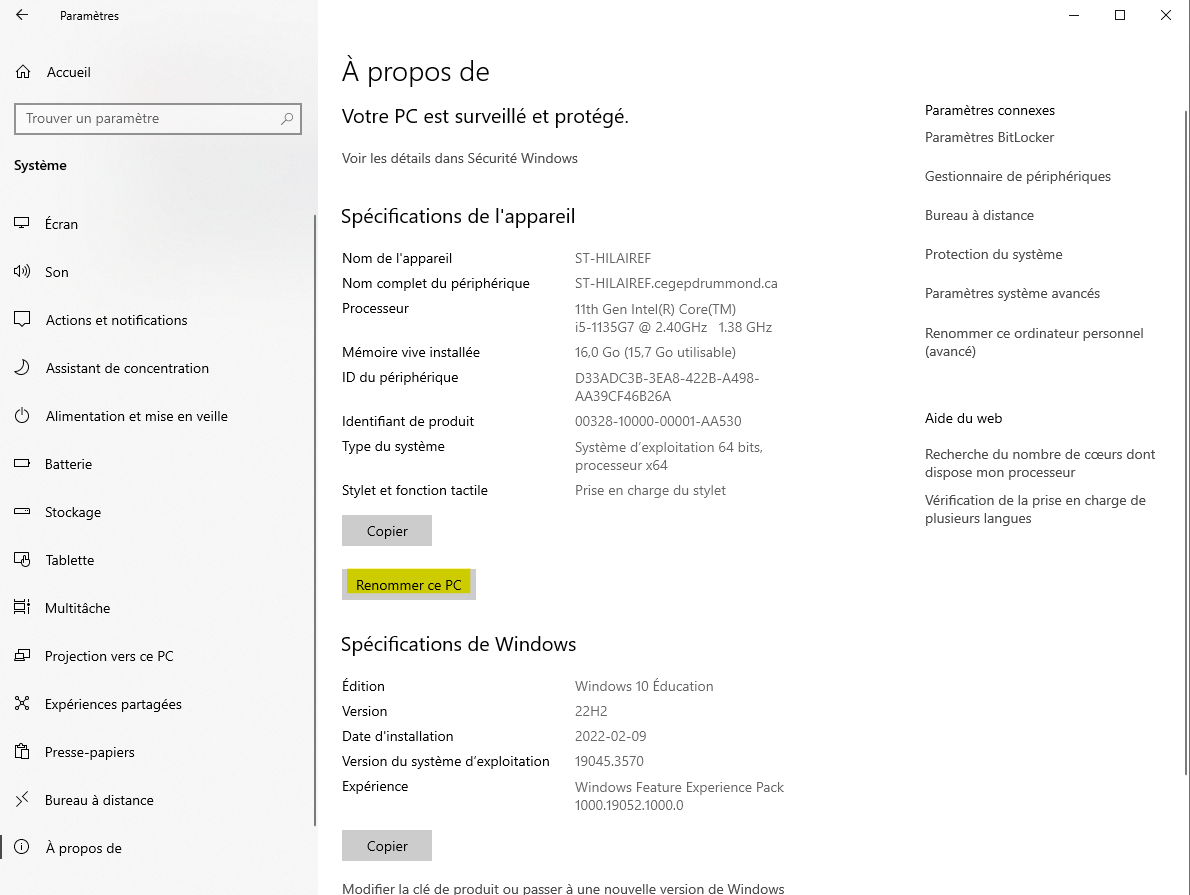 Paramètres
Accueil
Trouver un paramètre
Système
Écran
Son
Actions et notifications
Assistant de concentration
Alimentation et mise en veille
Batterie
Stockage
Tablette
Multitâche
Projection vers ce PC
Expériences partagées
Presse-papiers
Bureau à distance
À propos de
À propos de
Votre PC est surveillé et protégé.
Voir les détails dans Sécurité Windows
Spécifications de l'appareil
Nom de l'appareil ST-HILAIREF
Nom complet du périphérique ST-HILAIREF.cegepdrummond.ca
Processeur 11th Gen Intel(R) Core(TM)
i5-1135G7 @ 2.40GHz 1.38 GHz
Mémoire vive installée 16,0 Go (15,7 Go utilisable)
ID du périphérique D33ADC3B-3EA8-422B-A498-
AA39CF46B26A
Identifiant de produit 00328-10000-00001-AA530
Type du système Système d'exploitation 64 bits,
processeur x64
Stylet et fonction tactile Prise en charge du stylet
Copier
Renommer ce PC
Spécifications de Windows
Édition Windows 10 Éducation
Version 22H2
Date d'installation 2022-02-09
Version du système d'exploitation 19045.3570
Expérience Windows Feature Experience Pack
1000.19052.1000.0
Copier
Modifier la clé de produit ou passer à une nouvelle version de Windows
Paramètres connexes
Paramètres BitLocker
Gestionnaire de périphériques
Bureau à distance
Protection du système
Paramètres système avancés
Renommer ce ordinateur personnel
(avancé)
Aide du web
Recherche du nombre de cœurs dont
dispose mon processeur
Vérification de la prise en charge de
plusieurs langues